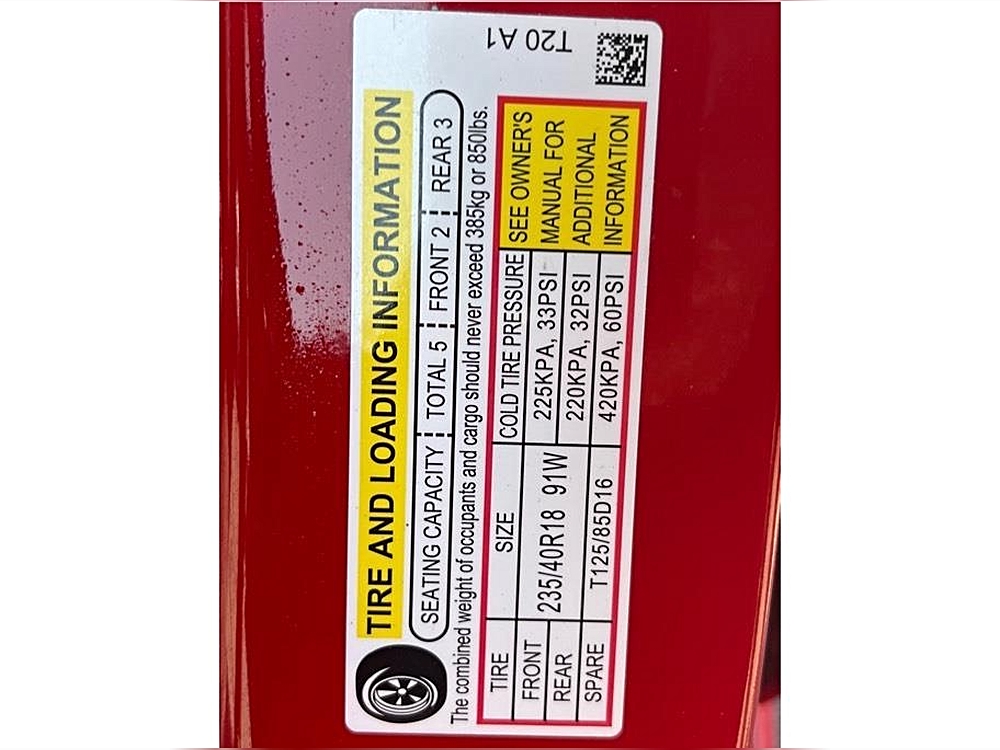 TIRE AND LOADING INFORMATION
SEATING CAPACITY TOTAL 5 FRONT 2 REAR 3
The combined weight of occupants and cargo should never exceed 385kg or 850lbs.
TIRE SIZE COLD TIRE PRESSURE SEE OWNER'S
FRONT 235/40R18 91W 225KPA, 33PSI MANUAL FOR
REAR 220KPA, 32PSI ADDITIONAL
SPARE T125/85D16 420KPA, 60PSI INFORMATION
T20 A1